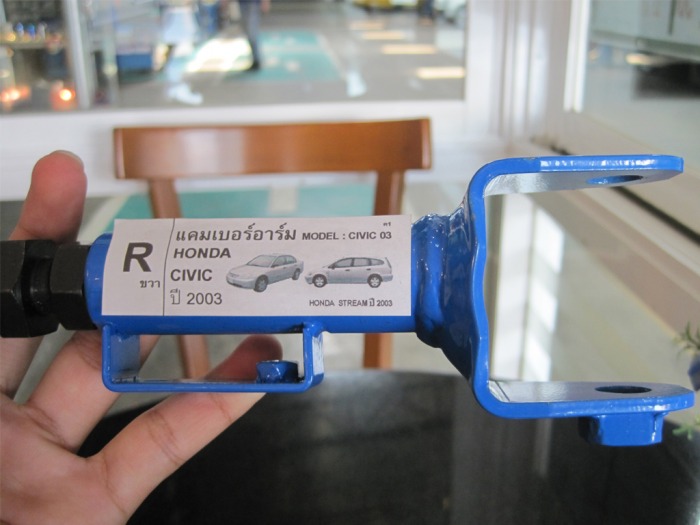 R
ขวา
แคมเบอร์อาร์ม MODEL : CIVIC 03
HONDA
CIVIC
ปี 2003
HONDA STREAM ปี 2003